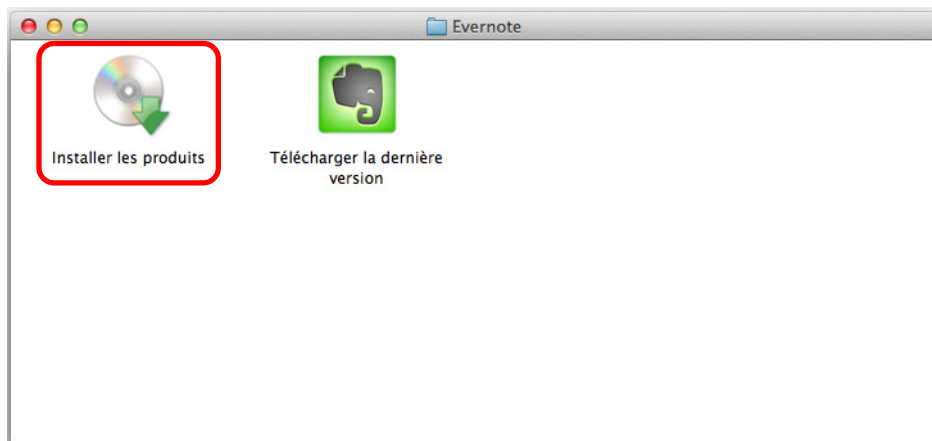 Evernote
Installer les produits
Télécharger la dernière
version